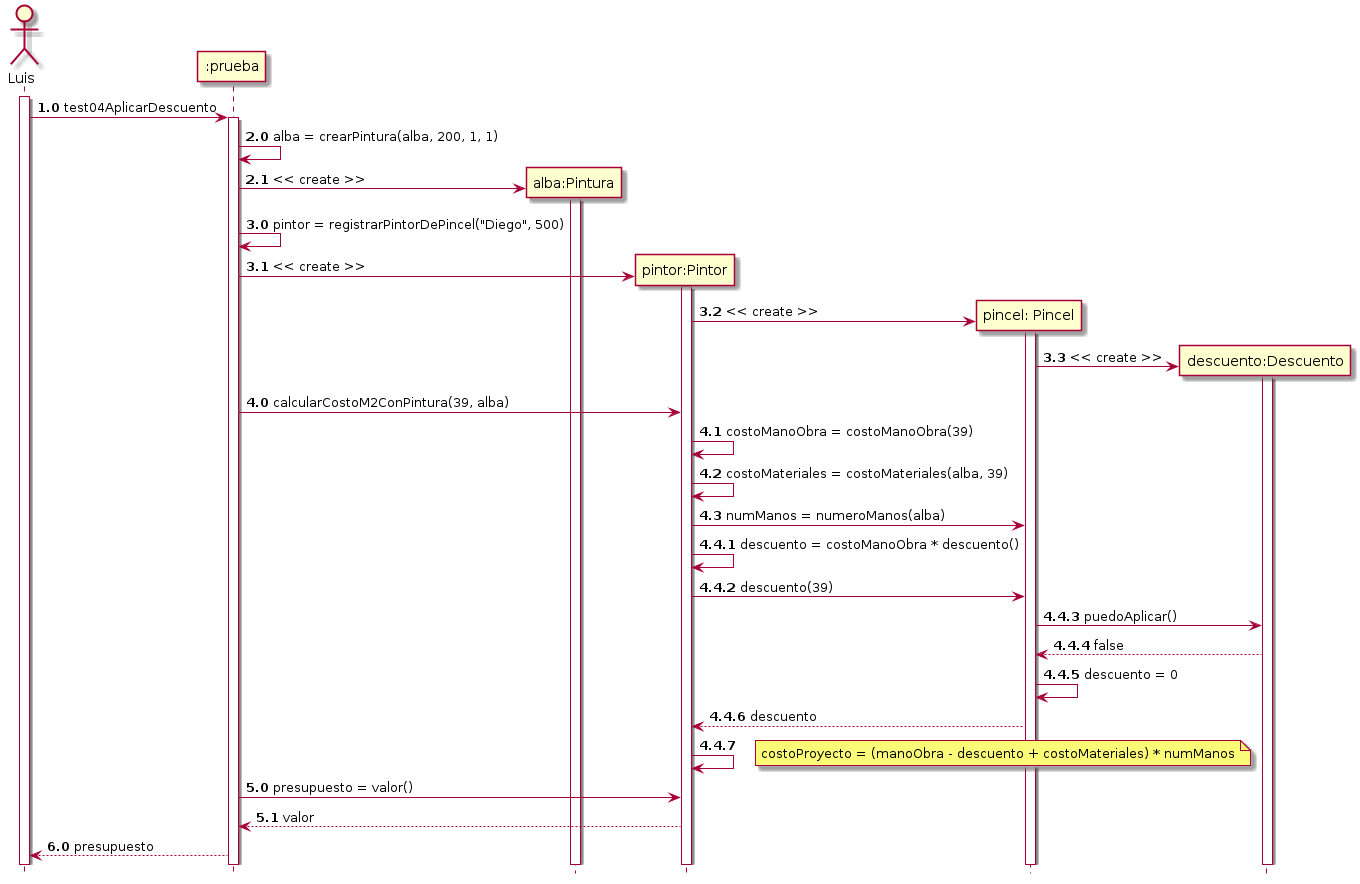 Luis
:prueba
1.0 test04AplicarDescuento
2.0 alba = crearPintura(alba, 200, 1, 1)
2.1 << create >>
alba:Pintura
3.0 pintor = registrarPintorDePincel("Diego", 500)
3.1 << create >>
pintor:Pintor
3.2 << create >>
pincel: Pincel
3.3 << create >>
descuento:Descuento
4.0 calcularCostoM2ConPintura(39, alba)
4.1 costoManoObra = costoManoObra(39)
4.2 costoMateriales = costoMateriales(alba, 39)
4.3 numManos = numeroManos(alba)
4.4.1 descuento = costoManoObra * descuento()
4.4.2 descuento(39)
4.4.3 puedoAplicar()
4.4.4 false
4.4.5 descuento = 0
4.4.6 descuento
4.4.7
costoProyecto = (manoObra - descuento + costoMateriales) * numManos
5.0 presupuesto = valor()
5.1 valor
6.0 presupuesto